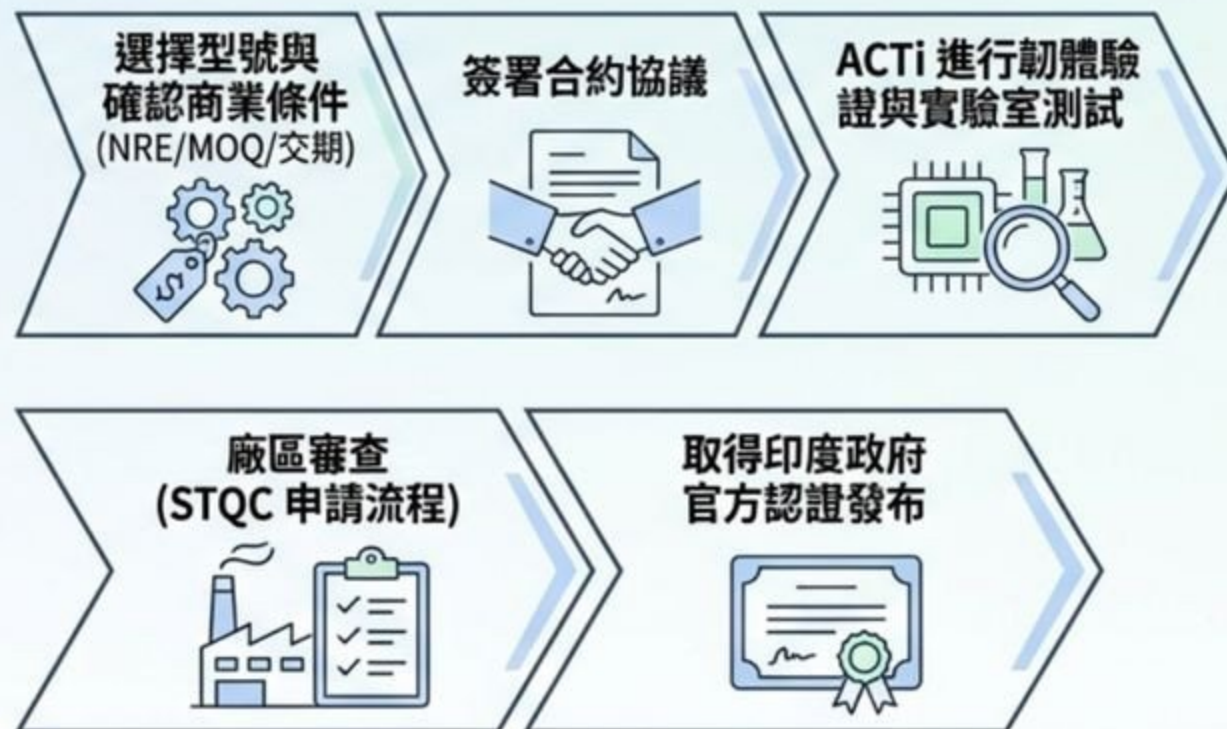 選擇型號與
確認商業條件
(NRE/MOQ/交期)
簽署合約協議
ACTi 進行韌體驗
證與實驗室測試
廠區審查
(STQC 申請流程)
取得印度政府
官方認證發布